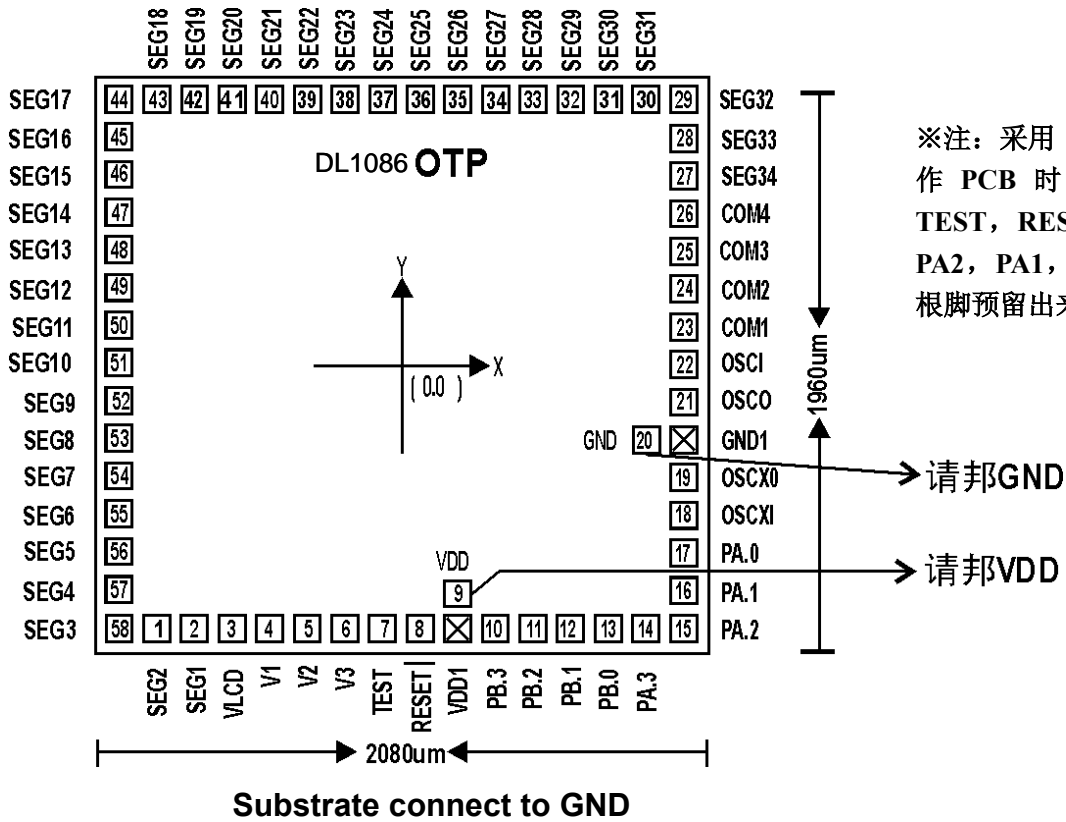 SEG18 SEG19 SEG20 SEG21 SEG22 SEG23 SEG24 SEG25 SEG26 SEG27 SEG28 SEG29 SEG30 SEG31
SEG17 44 43 42 41 40 39 38 37 36 35 34 33 32 31 30 29 SEG32
SEG16 45 28 SEG33
DL1086 OTP
SEG15 46 27 SEG34
SEG14 47 26 COM4
SEG13 48 25 COM3
SEG12 49 24 COM2
SEG11 50 23 COM1
SEG10 51 22 OSCI
SEG9 52 21 OSCO
SEG8 53 GND 20 GND1
SEG7 54 19 OSCX0
SEG6 55 18 OSCXI
SEG5 56 17 PA.0
SEG4 57 16 PA.1
SEG3 58 1 2 3 4 5 6 7 8 10 11 12 13 14 15 PA.2
Y
X
( 0.0 )
VDD
9
SEG2 SEG1 VLCD V1 V2 V3 TEST RESET VDD1 PB.3 PB.2 PB.1 PB.0 PA.3
1960um
2080um
※注：采用
作 PCB 时
TEST，RES
PA2，PA1，
根脚预留出
请邦GND
请邦VDD
Substrate connect to GND